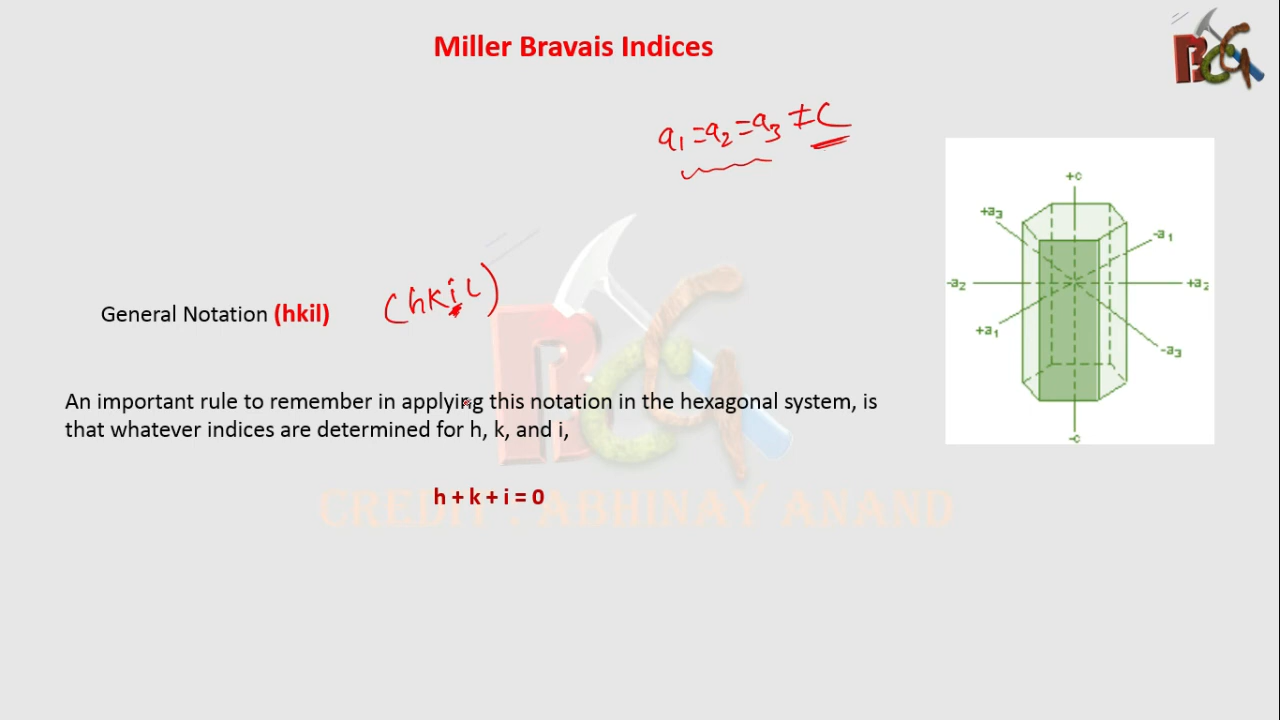 Miller Bravais Indices
BCG
a₁=a₂=a₃≠C
+c
+a₃
-a₁
-a₂
+a₂
+a₁
-a₃
-c
General Notation (hkil) (hkil)
An important rule to remember in applying this notation in the hexagonal system, is
that whatever indices are determined for h, k, and i,
h + k + i = 0
CREDIT : ABHINAY ANAND